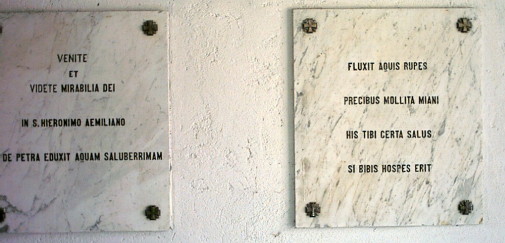 VENITE
ET
VIDETE MIRABILIA DEI
IN S. HIERONIMO AEMILIANO
DE PETRA EDUXIT AQUAM SALUBERRIMAM
FLUXIT AQUIS RUPES
PRECIBUS MOLLITA MIANI
HIS TIBI CERTA SALUS
SI BIBIS HOSPES ERIT